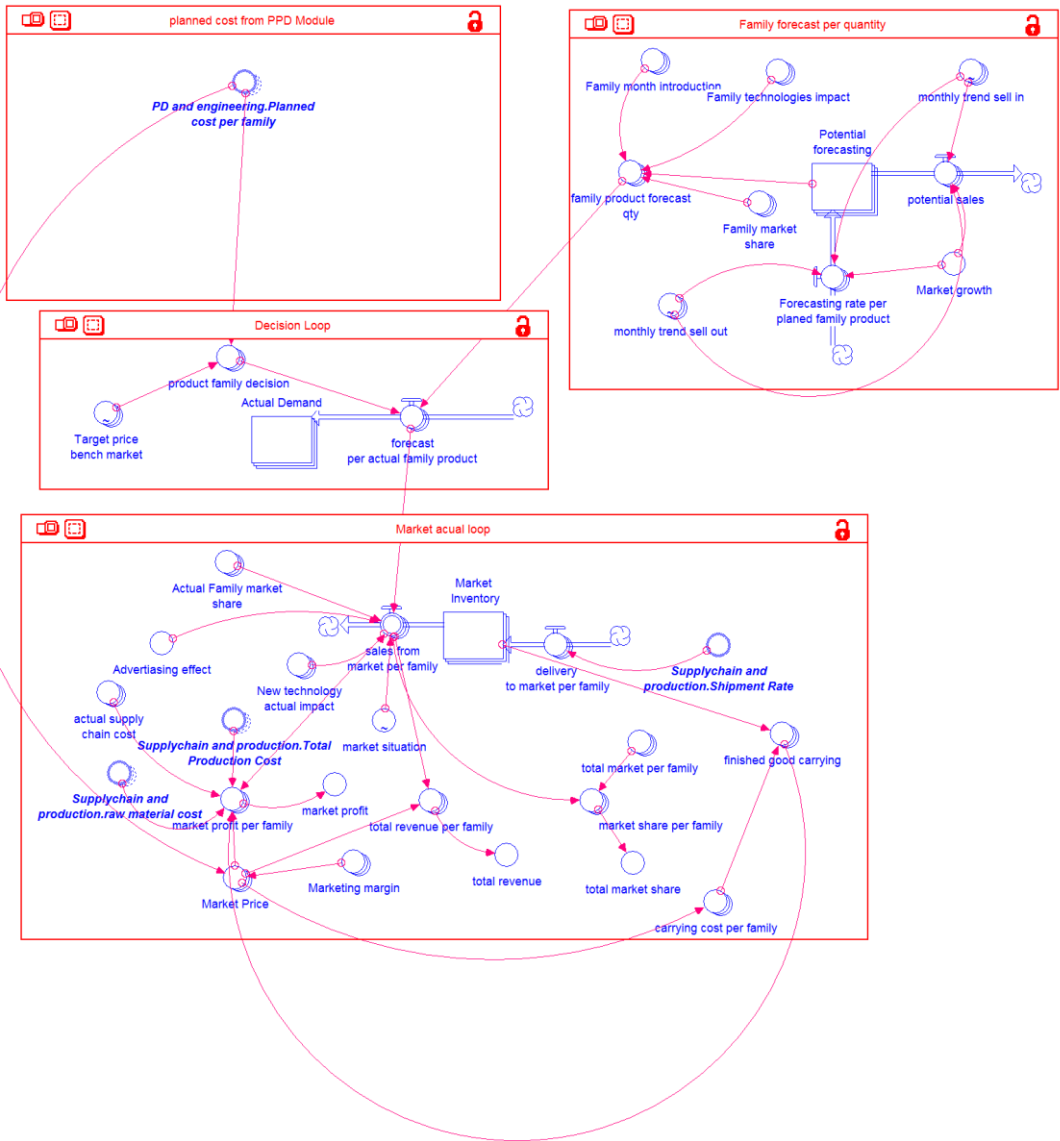 planned cost from PPD Module
PD and engineering.Planned
cost per family
Family forecast per quantity
Family month introduction
Family technologies impact
monthly trend sell in
Potential
forecasting
family product forecast
qty
potential sales
Family market
share
Market growth
Forecasting rate per
planed family product
monthly trend sell out
Decision Loop
product family decision
Actual Demand
Target price
bench market
forecast
per actual family product
Market acual loop
Actual Family market
share
Market
Inventory
Advertiasing effect
sales from
market per family
delivery
to market per family
Supplychain and
production.Shipment Rate
New technology
actual impact
actual supply
chain cost
market situation
Supplychain and production.Total
Production Cost
finished good carrying
total market per family
Supplychain and
production.raw material cost
market profit
market profit per family
total revenue per family
market share per family
Marketing margin
total revenue
total market share
Market Price
carrying cost per family